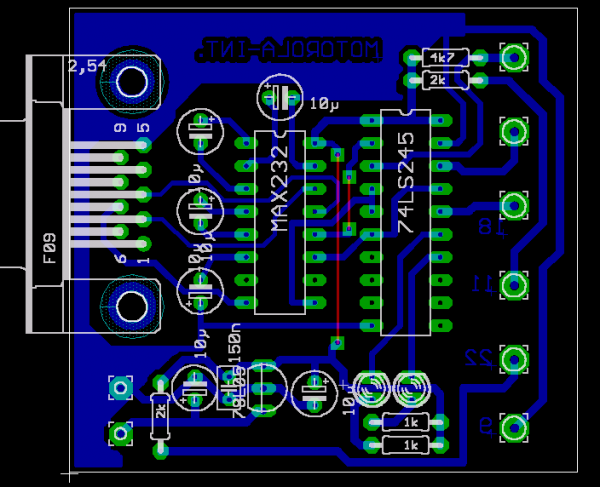 MOTOROLA-INT.
2,54
4k7
2k
10µ
9
5
MAX232
74LS245
0µ
18
F09
6
1
10µ
10µ
11
10µ
150n
78L05
22
2k
10µ
1k
9
1k